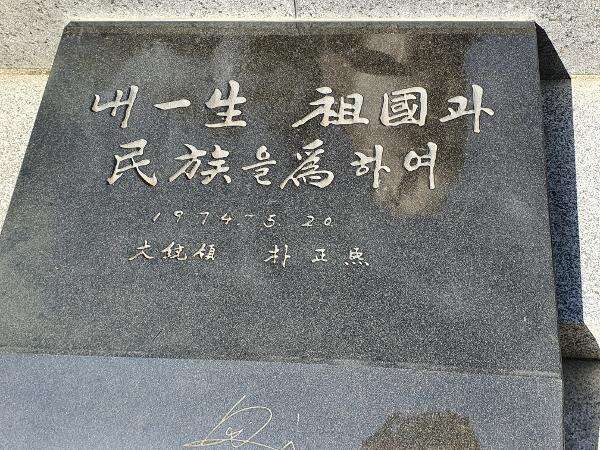 내 一生 祖國과
民族을 爲하여
1974. 5. 20
大統領 朴正熙